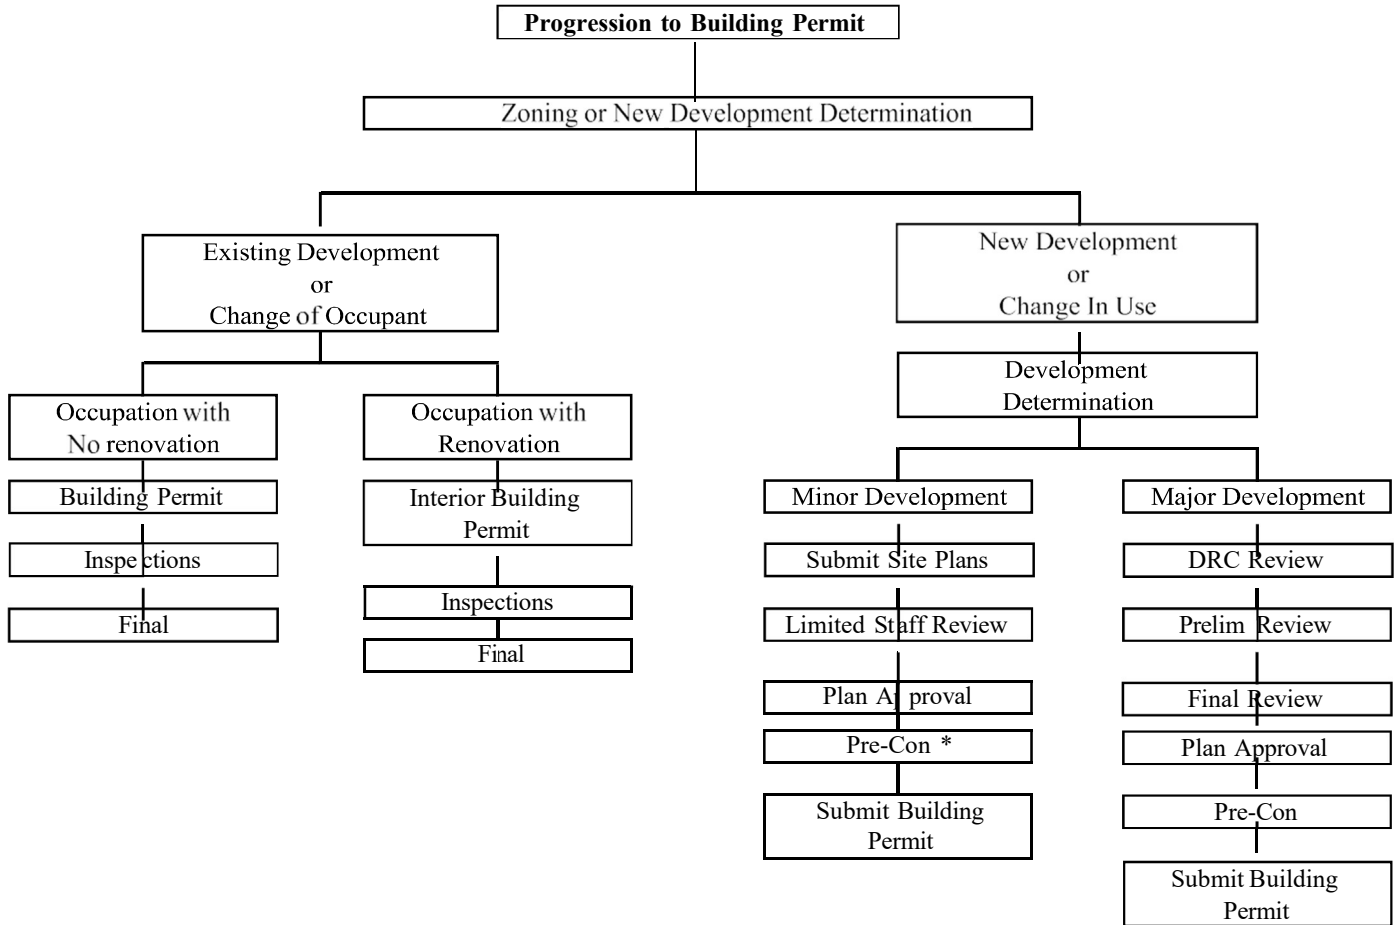 Progression to Building Permit
Zoning or New Development Determination
Existing Development
or
Change of Occupant
New Development
or
Change In Use
Development
Determination
Occupation with
No renovation
Building Permit
Inspections
Final
Occupation with
Renovation
Interior Building
Permit
Inspections
Final
Minor Development
Submit Site Plans
Limited Staff Review
Plan Approval
Pre-Con *
Submit Building
Permit
Major Development
DRC Review
Prelim Review
Final Review
Plan Approval
Pre-Con
Submit Building
Permit